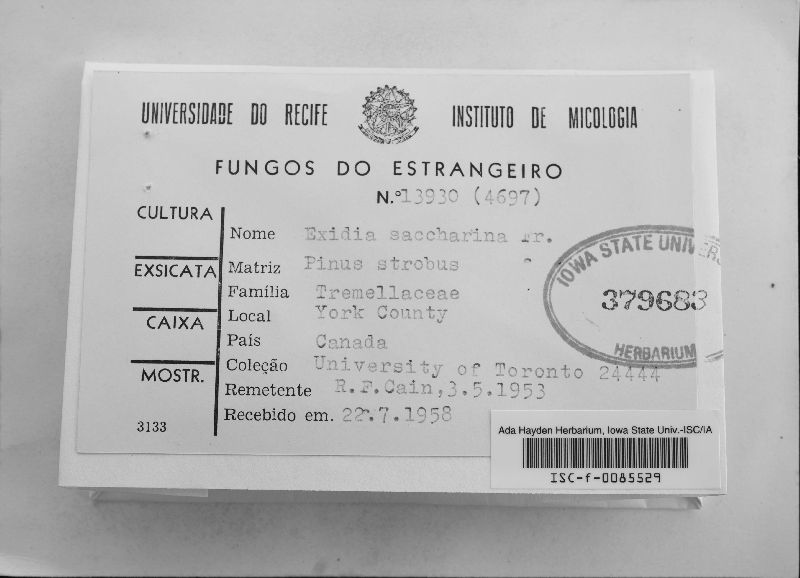 UNIVERSIDADE DO RECIFE INSTITUTO DE MICOLOGIA
FUNGOS DO ESTRANGEIRO
N.º 13930 (4697)
CULTURA
EXSICATA
CAIXA
MOSTR.
3133
Nome Exidia saccharina Fr.
Matriz Pinus strobus
Família Tremellaceae
Local York County
País Canada
Coleção University of Toronto 24444
Remetente R.F.Cain,3.5.1953
Recebido em. 22.7.1958
IOWA STATE UNIVER
379683
HERBARIUM
Ada Hayden Herbarium, Iowa State Univ.-ISC/IA
ISC-f-0085529